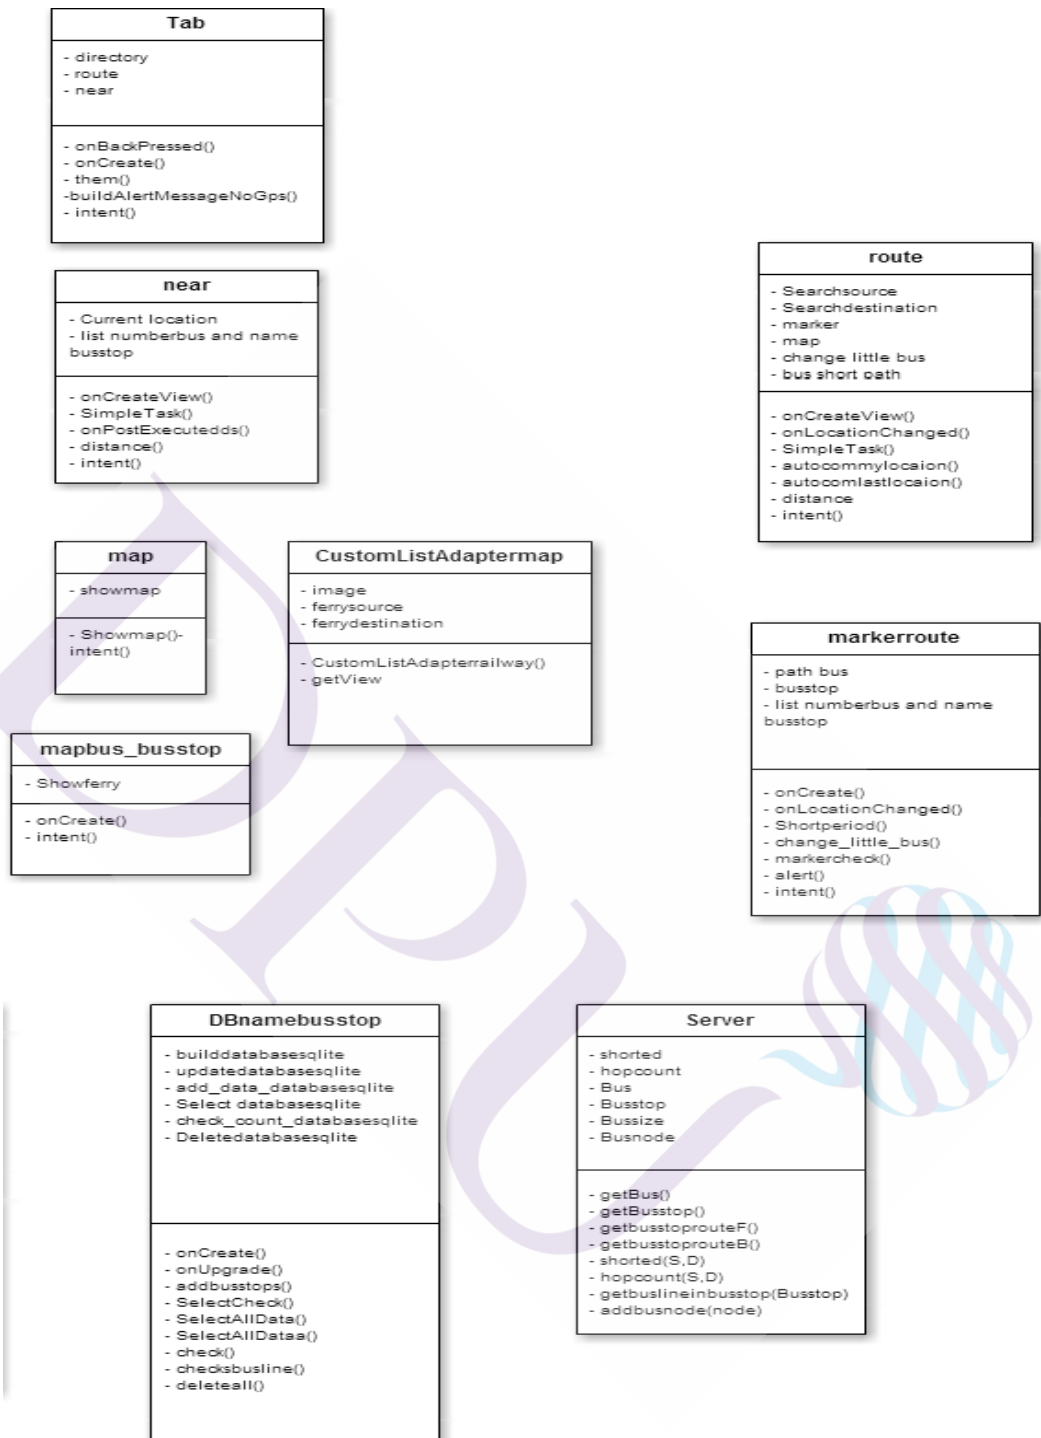 Tab
- directory
- route
- near
- onBackPressed()
- onCreate()
- them()
-buildAlertMessageNoGps()
- intent()
near
- Current location
- list numberbus and name
busstop
- onCreateView()
- SimpleTask()
- onPostExecutedds()
- distance()
- intent()
route
- Searchsource
- Searchdestination
- marker
- map
- change little bus
- bus short path
- onCreateView()
- onLocationChanged()
- SimpleTask()
- autocommylocaion()
- autocomlastlocaion()
- distance
- intent()
map
- showmap
- Showmap()-
intent()
CustomListAdaptermap
- image
- ferrysource
- ferrydestination
- CustomListAdapterrailway()
- getView
markerroute
- path bus
- busstop
- list numberbus and name
busstop
- onCreate()
- onLocationChanged()
- Shortperiod()
- change_little_bus()
- markercheck()
- alert()
- intent()
mapbus_busstop
- Showferry
- onCreate()
- intent()
DBnamebusstop
- builddatabasesqlite
- updatedatabasesqlite
- add_data_databasesqlite
- Select databasesqlite
- check_count_databasesqlite
- Deletedatabasesqlite
- onCreate()
- onUpgrade()
- addbusstops()
- SelectCheck()
- SelectAllData()
- SelectAllDataa()
- check()
- checksbusline()
- deleteall()
Server
- shorted
- hopcount
- Bus
- Busstop
- Bussize
- Busnode
- getBus()
- getBusstop()
- getbusstoprouteF()
- getbusstoprouteB()
- shorted(S,D)
- hopcount(S,D)
- getbuslineinbusstop(Busstop)
- addbusnode(node)
DPU